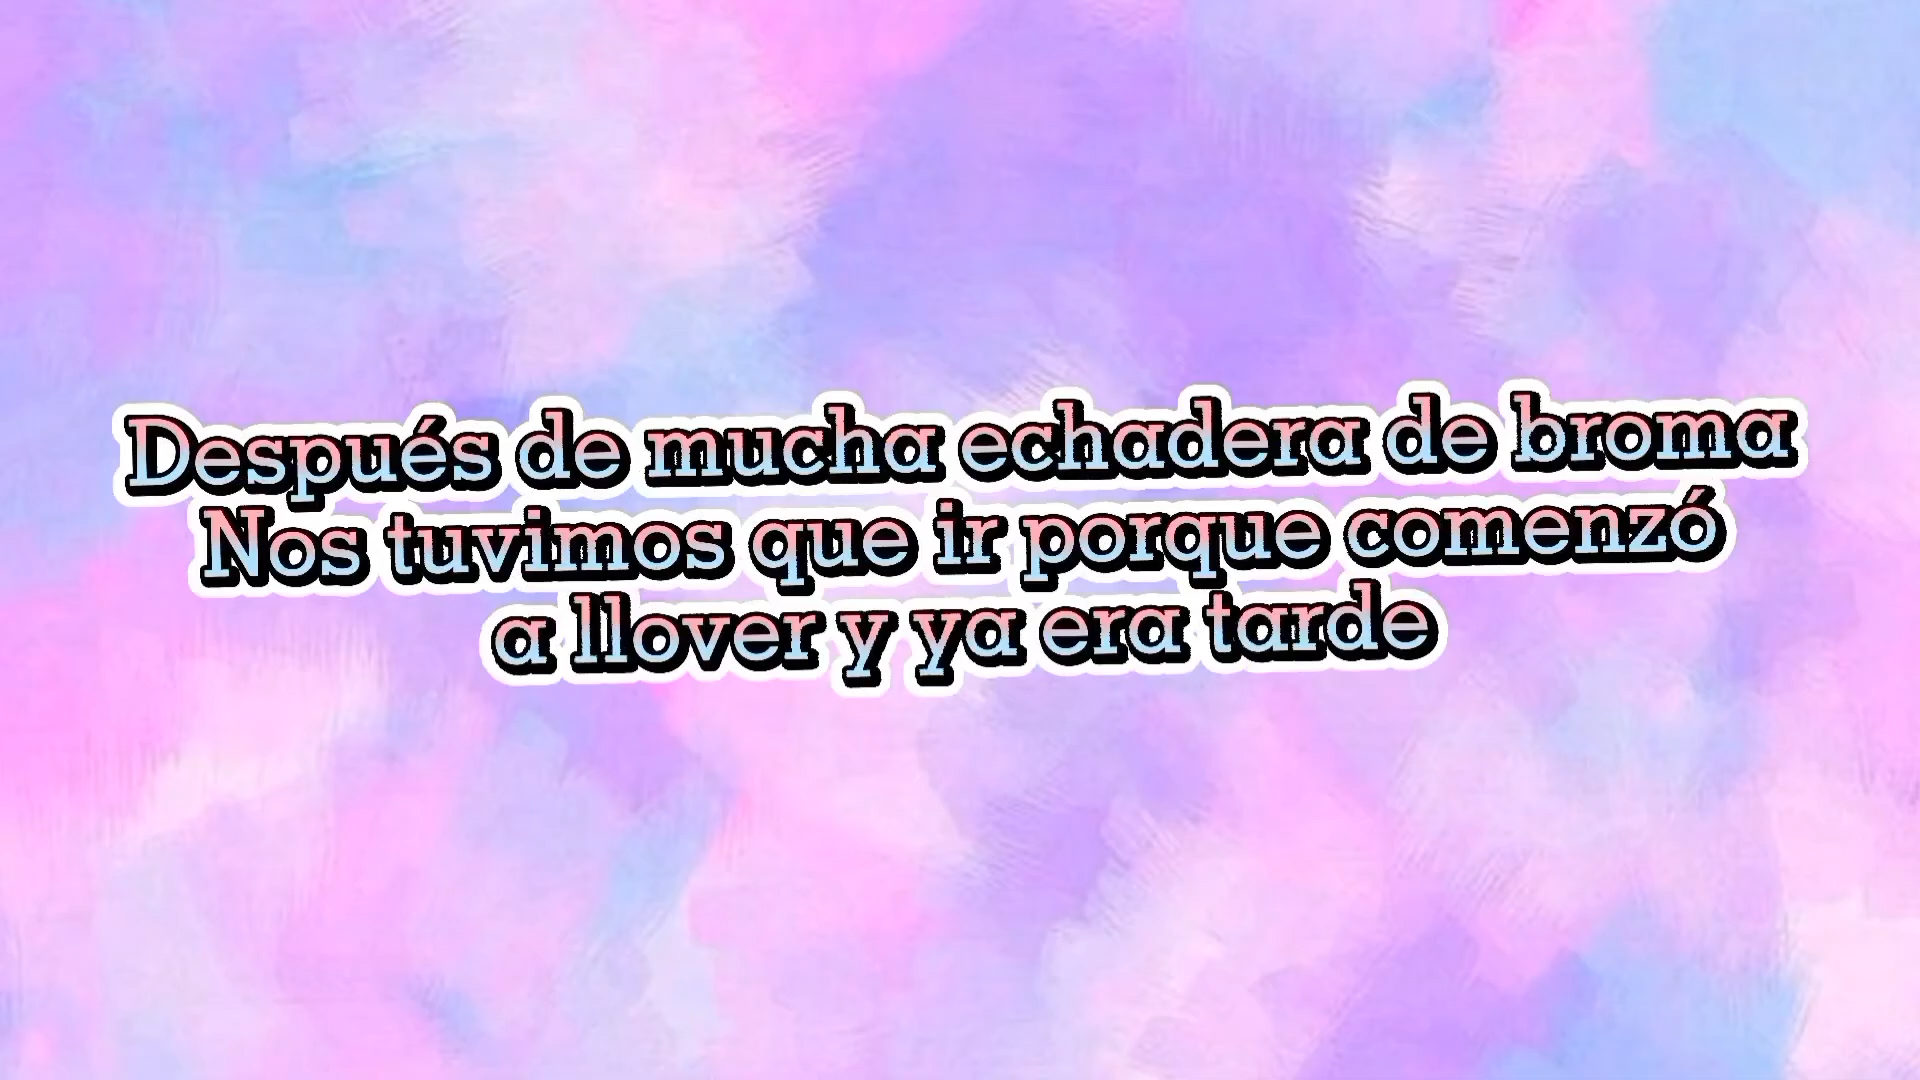 Después de mucha echadera de broma
Nos tuvimos que ir porque comenzó
a llover y ya era tarde